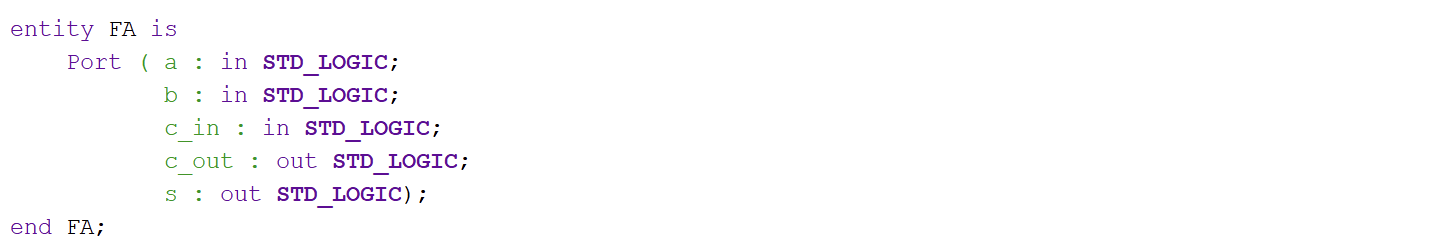 entity FA is
Port ( a : in STD_LOGIC;
b : in STD_LOGIC;
c_in : in STD_LOGIC;
c_out : out STD_LOGIC;
s : out STD_LOGIC);
end FA;